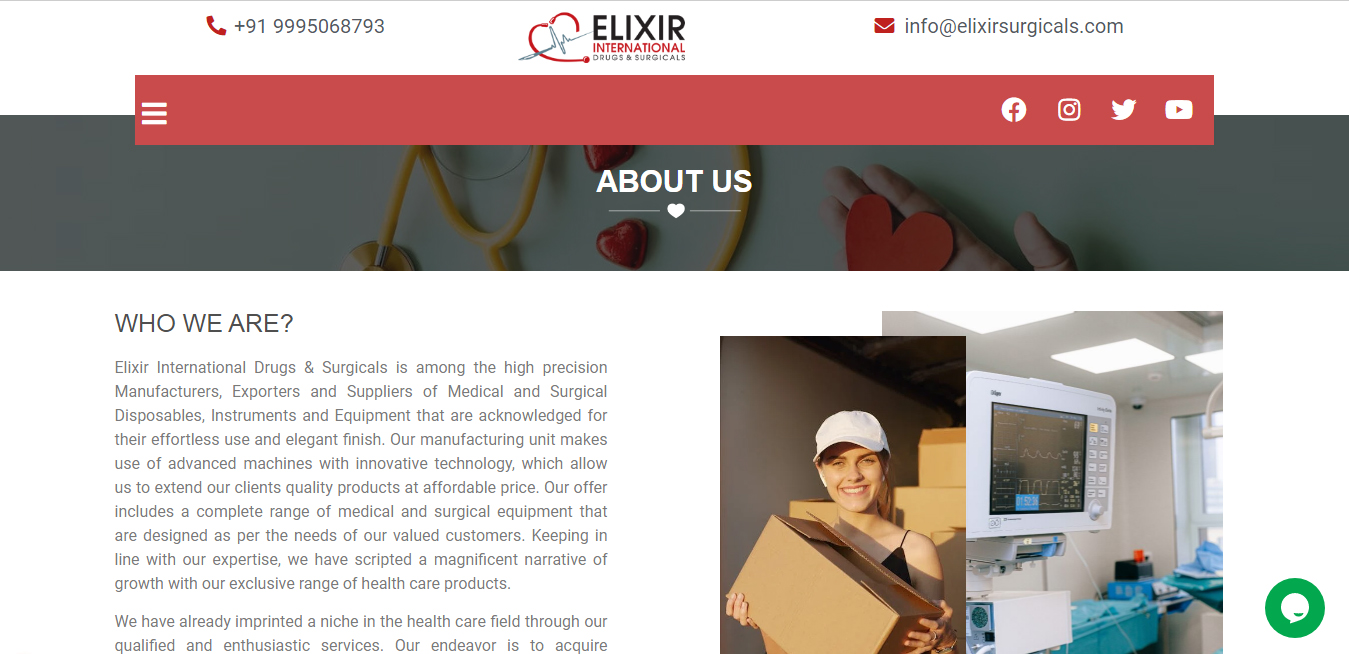 +91 9995068793
ELIXIR
INTERNATIONAL
DRUGS & SURGICALS
info@elixirsurgicals.com
ABOUT US
WHO WE ARE?
Elixir International Drugs & Surgicals is among the high precision
Manufacturers, Exporters and Suppliers of Medical and Surgical
Disposables, Instruments and Equipment that are acknowledged for
their effortless use and elegant finish. Our manufacturing unit makes
use of advanced machines with innovative technology, which allow
us to extend our clients quality products at affordable price. Our offer
includes a complete range of medical and surgical equipment that
are designed as per the needs of our valued customers. Keeping in
line with our expertise, we have scripted a magnificent narrative of
growth with our exclusive range of health care products.
We have already imprinted a niche in the health care field through our
qualified and enthusiastic services. Our endeavor is to acquire